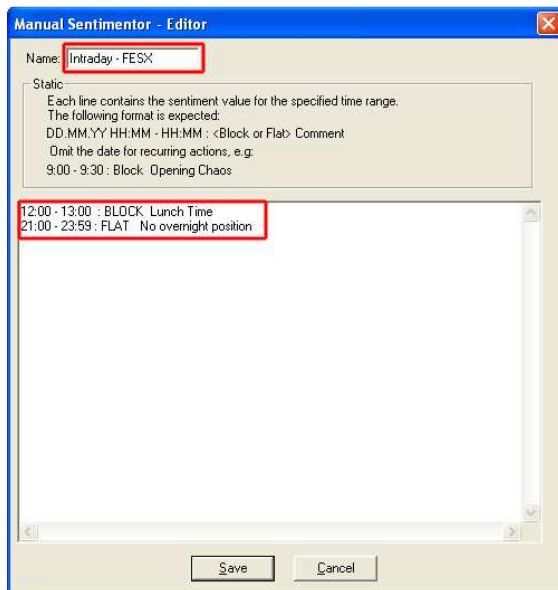 Manual Sentimentor - Editor
Name: Intraday - FESX
Static
Each line contains the sentiment value for the specified time range.
The following format is expected:
DD.MM.YY HH:MM - HH:MM : <Block or Flat> Comment
Omit the date for recurring actions, e.g:
9:00 - 9:30 : Block  Opening Chaos
12:00 - 13:00  : BLOCK  Lunch Time
21:00 - 23:59 : FLAT   No overnight position
Save
Cancel